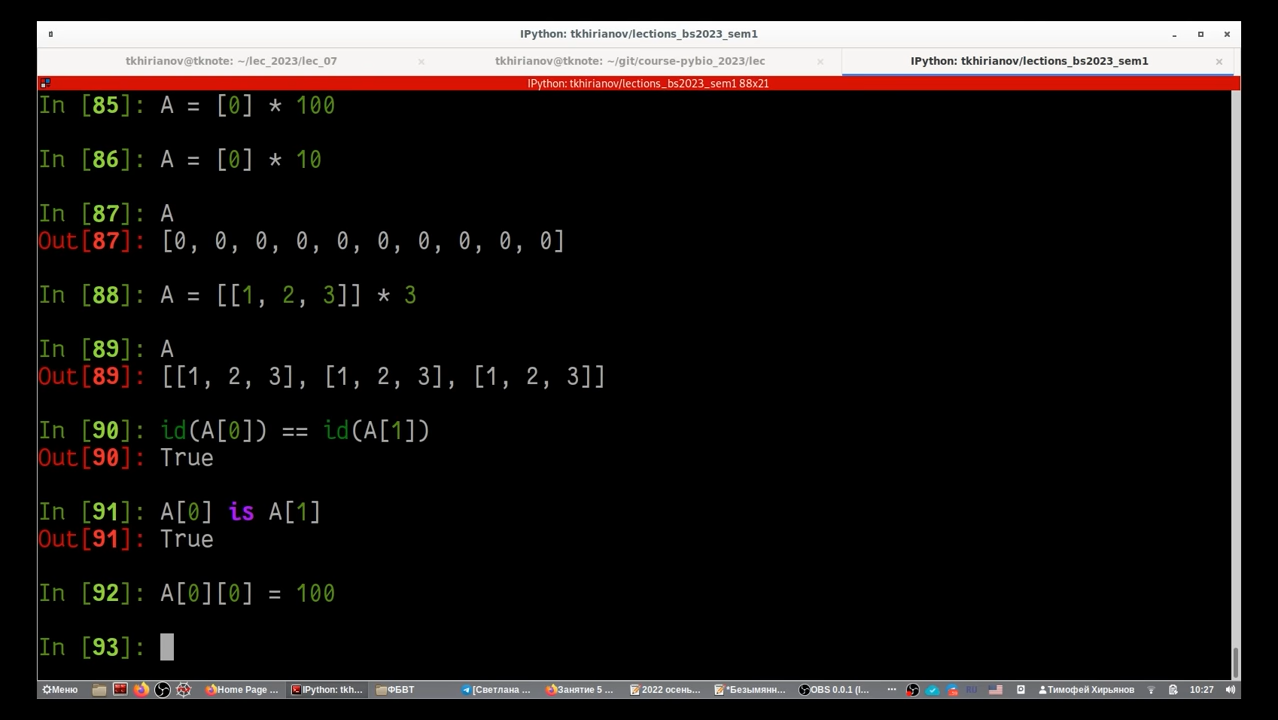 IPython: tkhirianov/lections_bs2023_sem1
tkhirianov@tknote: ~/lec_2023/lec_07 × tkhirianov@tknote: ~/git/course-pybio_2023/lec × IPython: tkhirianov/lections_bs2023_sem1 ×
IPython: tkhirianov/lections_bs2023_sem1 88x21
In [85]: A = [0] * 100
In [86]: A = [0] * 10
In [87]: A
Out[87]: [0, 0, 0, 0, 0, 0, 0, 0, 0, 0]
In [88]: A = [[1, 2, 3]] * 3
In [89]: A
Out[89]: [[1, 2, 3], [1, 2, 3], [1, 2, 3]]
In [90]: id(A[0]) == id(A[1])
Out[90]: True
In [91]: A[0] is A[1]
Out[91]: True
In [92]: A[0][0] = 100
In [93]:
Меню Home Page ... IPython: tkh... ФБВТ [Светлана ... Занятие 5 ... 2022 осень... *Безымянн... OBS 0.0.1 (l... ... RU Тимофей Хирьянов 10:27